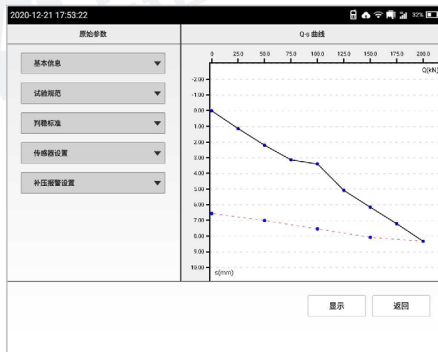 2020-12-21 17:53:22
32%
原始参数
Q-s 曲线
基本信息
试验规范
判稳标准
传感器设置
补压报警设置
0 25.0 50.0 75.0 100.0 125.0 150.0 175.0 200.0
Q(kN)
-2.00
-1.00
0.00
1.00
2.00
3.00
4.00
5.00
6.00
7.00
8.00
9.00
10.00
s(mm)
显示
返回